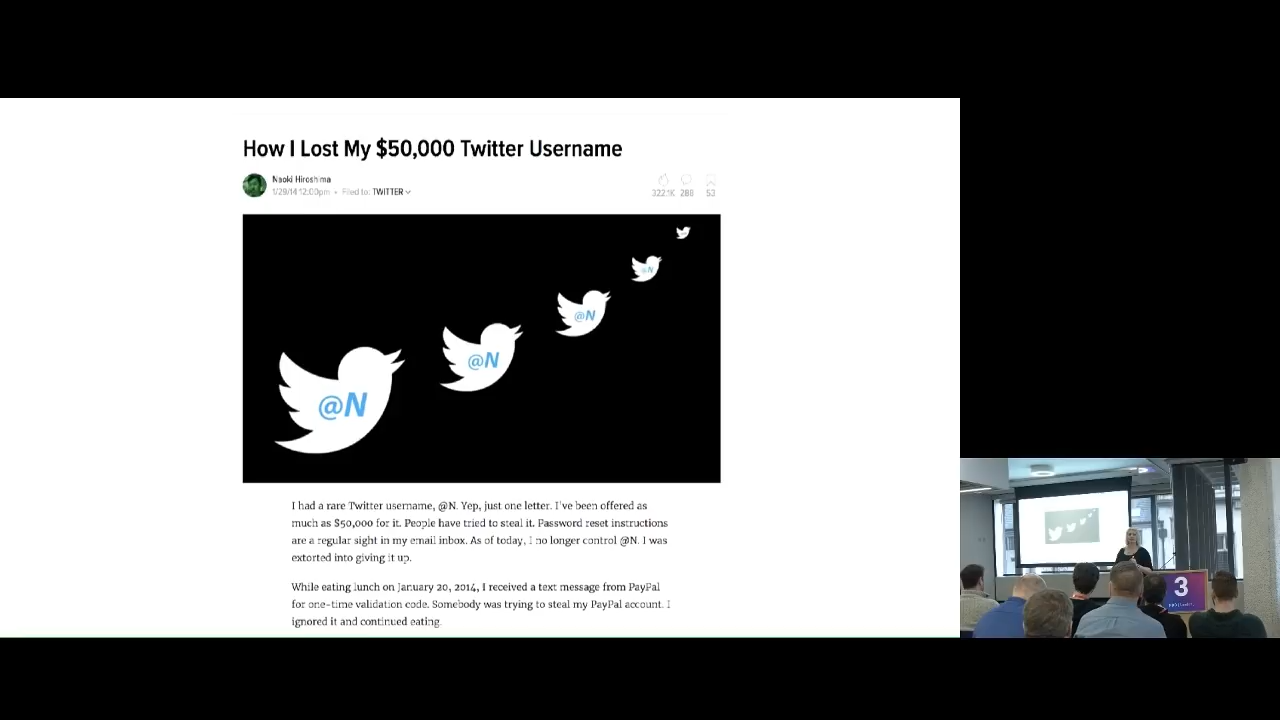 How I Lost My $50,000 Twitter Username
Naoki Hiroshima
1/29/14 12:00pm • Filed to: TWITTER
322.1K 288 53
@N
@N
@N
@N
I had a rare Twitter username, @N. Yep, just one letter. I've been offered as
much as $50,000 for it. People have tried to steal it. Password reset instructions
are a regular sight in my email inbox. As of today, I no longer control @N. I was
extorted into giving it up.
While eating lunch on January 20, 2014, I received a text message from PayPal
for one-time validation code. Somebody was trying to steal my PayPal account. I
ignored it and continued eating.
3